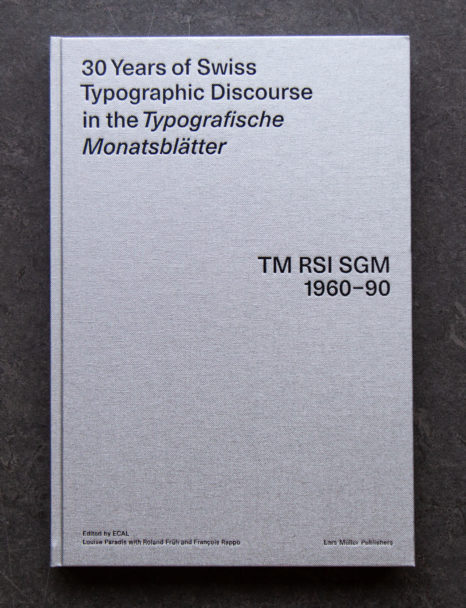 30 Years of Swiss
Typographic Discourse
in the Typografische
Monatsblätter
TM RSI SGM
1960–90
Edited by ECAL
Louise Paradis with Roland Früh and François Rappo
Lars Müller Publishers